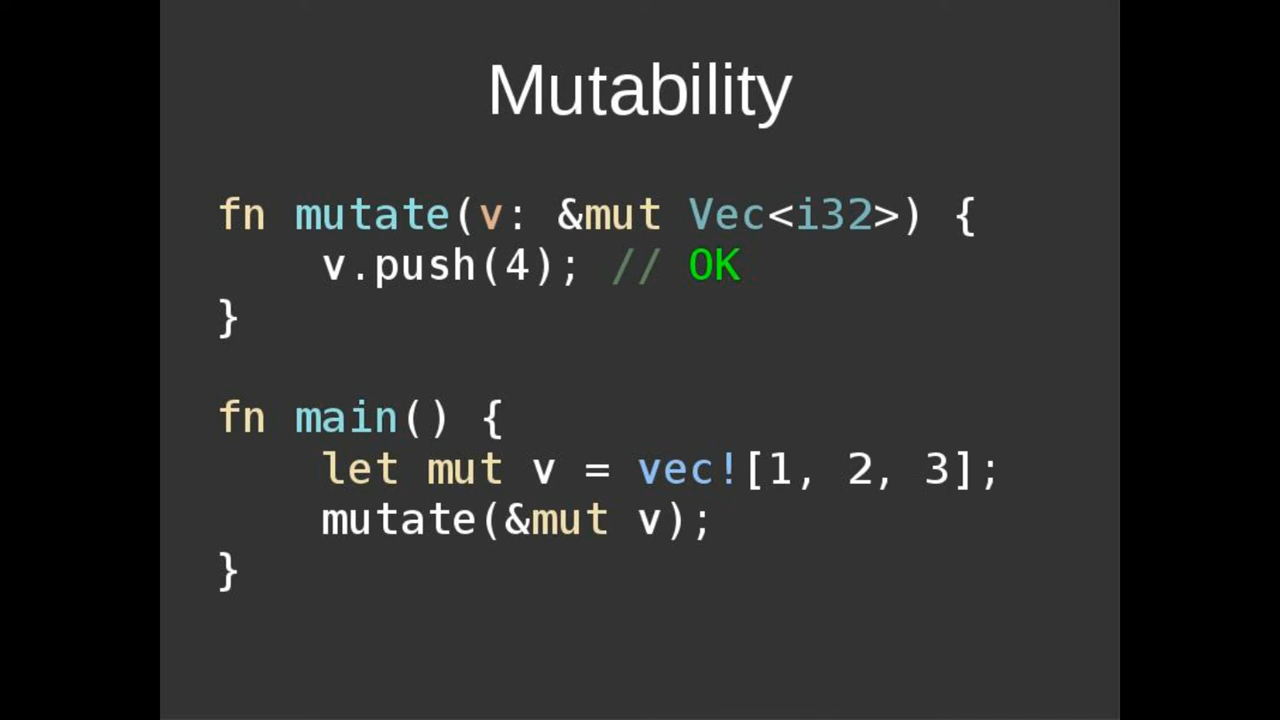 Mutability
fn mutate(v: &mut Vec<i32>) {
    v.push(4); // OK
}
fn main() {
    let mut v = vec![1, 2, 3];
    mutate(&mut v);
}